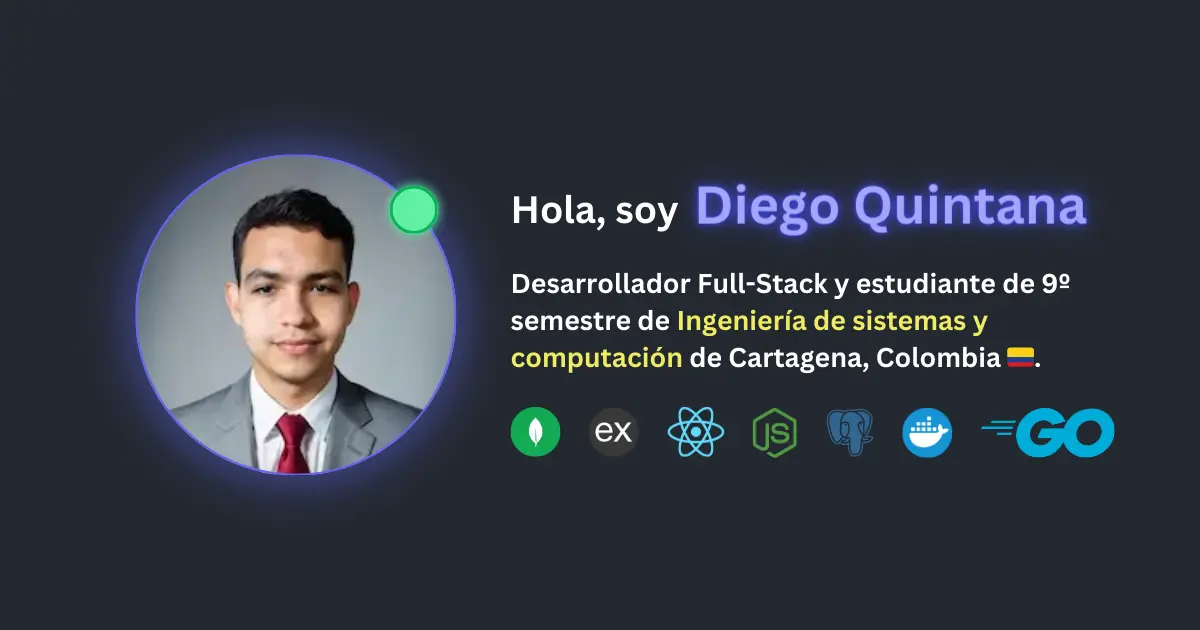 Hola, soy Diego Quintana
Desarrollador Full-Stack y estudiante de 9º
semestre de Ingeniería de sistemas y
computación de Cartagena, Colombia 🇨🇴.
ex JS GO